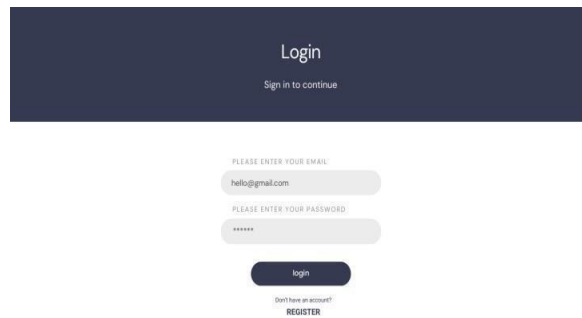 Login
Sign in to continue
PLEASE ENTER YOUR EMAIL
hello@gmail.com
PLEASE ENTER YOUR PASSWORD
******
login
Don't have an account?
REGISTER